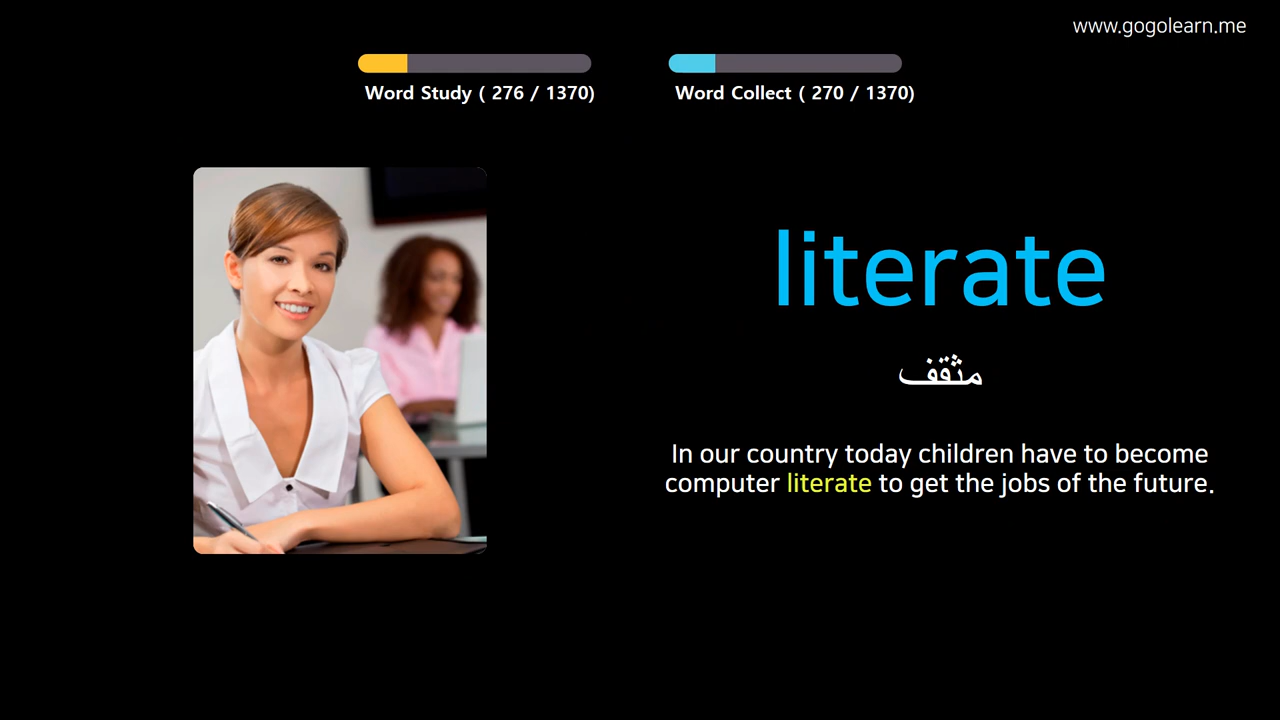 www.gogolearn.me
Word Study ( 276 / 1370)
Word Collect ( 270 / 1370)
literate
مثقف
In our country today children have to become
computer literate to get the jobs of the future.